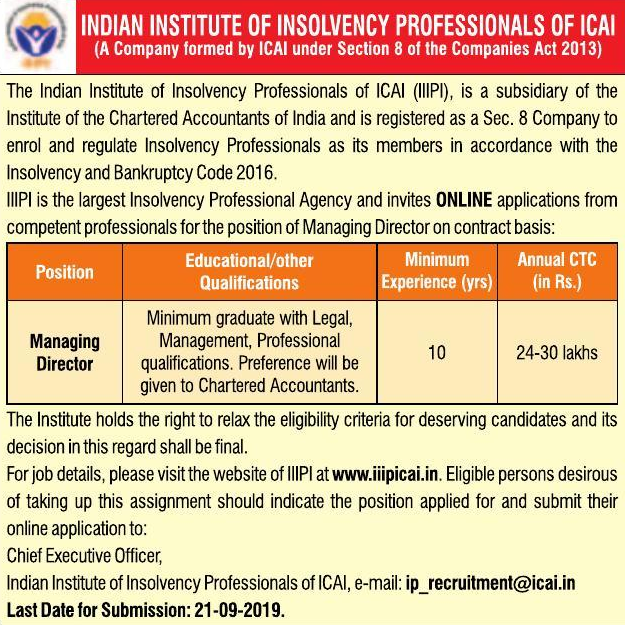 INDIAN INSTITUTE OF INSOLVENCY PROFESSIONALS OF ICAI
(A Company formed by ICAI under Section 8 of the Companies Act 2013)
The Indian Institute of Insolvency Professionals of ICAI (IIIPI), is a subsidiary of the
Institute of the Chartered Accountants of India and is registered as a Sec. 8 Company to
enrol and regulate Insolvency Professionals as its members in accordance with the
Insolvency and Bankruptcy Code 2016.
IIIPI is the largest Insolvency Professional Agency and invites ONLINE applications from
competent professionals for the position of Managing Director on contract basis:
Position
Educational/other
Qualifications
Minimum
Experience (yrs)
Annual CTC
(in Rs.)
Managing
Director
Minimum graduate with Legal,
Management, Professional
qualifications. Preference will be
given to Chartered Accountants.
10
24-30 lakhs
The Institute holds the right to relax the eligibility criteria for deserving candidates and its
decision in this regard shall be final.
For job details, please visit the website of IIIPI at www.iiipicai.in. Eligible persons desirous
of taking up this assignment should indicate the position applied for and submit their
online application to:
Chief Executive Officer,
Indian Institute of Insolvency Professionals of ICAI, e-mail: ip_recruitment@icai.in
Last Date for Submission: 21-09-2019.